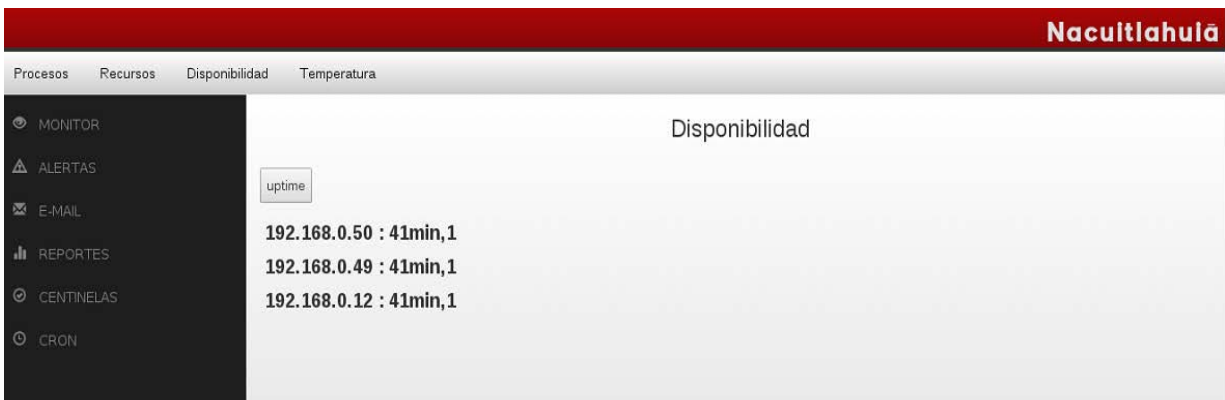 Nacuitlahuiā
Procesos Recursos Disponibilidad Temperatura
MONITOR
ALERTAS
E-MAIL
REPORTES
CENTINELAS
CRON
Disponibilidad
uptime
192.168.0.50 : 41min,1
192.168.0.49 : 41min,1
192.168.0.12 : 41min,1